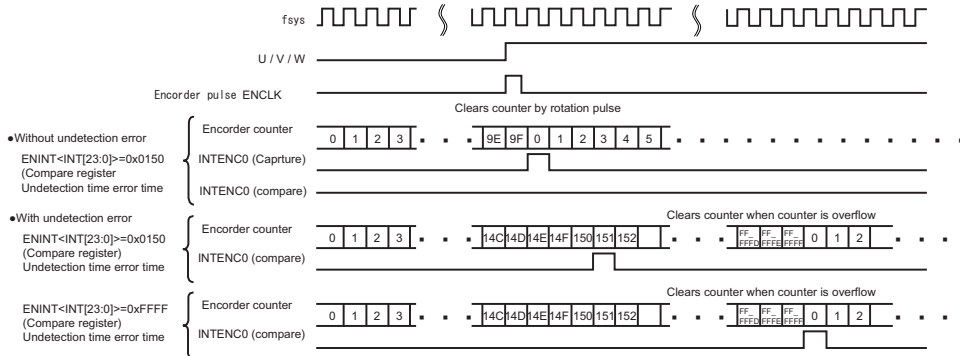 fsys
U / V / W
Encorder pulse ENCLK
Clears counter by rotation pulse
●Without undetection error
ENINT<INT[23:0]>=0x0150
(Compare register
Undetection time error time
Encorder counter
0 1 2 3 9E 9F 0 1 2 3 4 5
INTENC0 (Caprture)
INTENC0 (compare)
●With undetection error
Clears counter when counter is overflow
ENINT<INT[23:0]>=0x0150
(Compare register)
Undetection time error time
Encorder counter
0 1 2 3 14C 14D 14E 14F 150 151 152 FF_FFFD FF_FFFE FF_FFFF 0 1 2
INTENC0 (compare)
Clears counter when counter is overflow
ENINT<INT[23:0]>=0xFFFF
(Compare register)
Undetection time error time
Encorder counter
0 1 2 3 14C 14D 14E 14F 150 151 152 FF_FFFD FF_FFFE FF_FFFF 0 1 2
INTENC0 (compare)